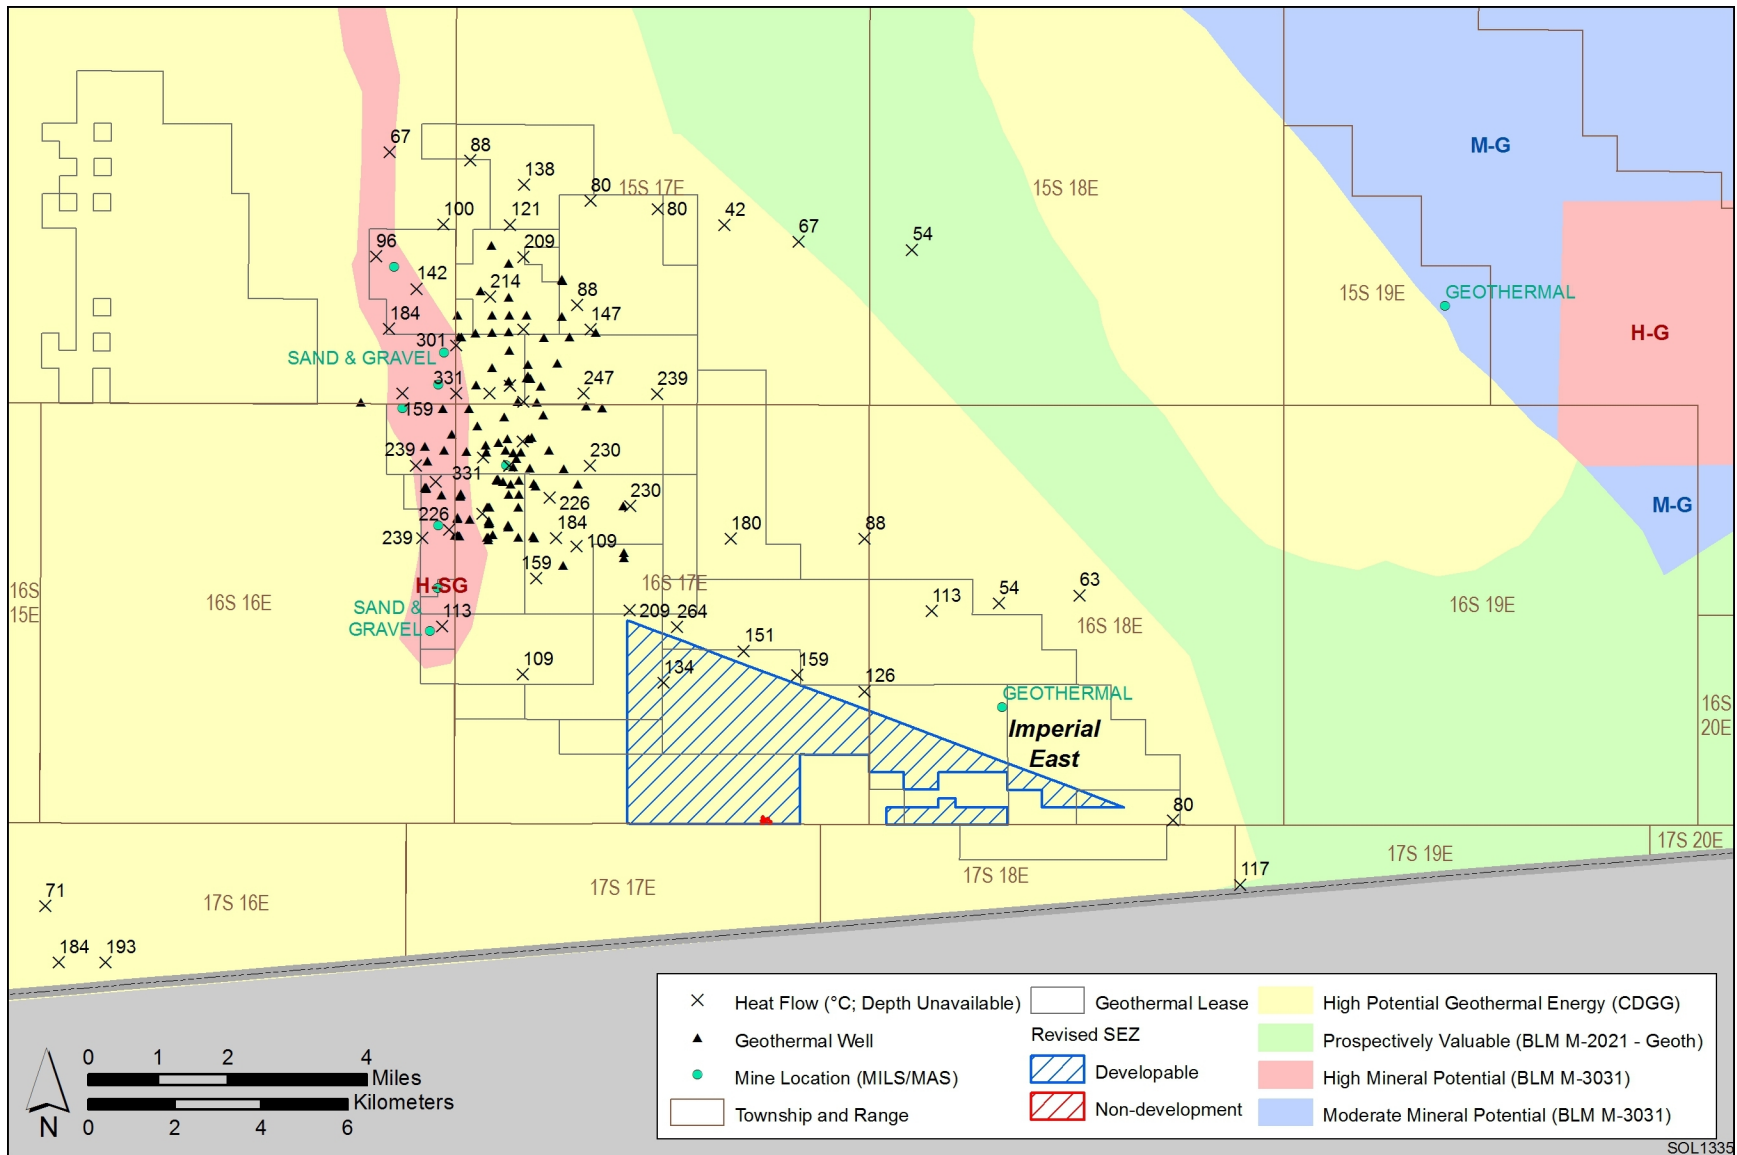 67
88
138
80
15S 17E
80
15S 18E
M-G
100
121
42
67
54
96
209
142
214
88
15S 19E
GEOTHERMAL
184
147
301
H-G
SAND & GRAVEL
331
247
239
159
239
331
230
226
230
M-G
226
184
180
88
239
109
159
16S
15E
16S 16E
H-SG
16S 17E
113
54
63
16S 19E
SAND &
GRAVEL
113
209
264
16S 18E
151
109
134
159
126
GEOTHERMAL
16S
20E
Imperial
East
80
17S 20E
17S 19E
117
17S 18E
17S 17E
17S 16E
71
184
193
Heat Flow (°C; Depth Unavailable)
Geothermal Well
Mine Location (MILS/MAS)
Township and Range
Geothermal Lease
Revised SEZ
Developable
Non-development
High Potential Geothermal Energy (CDGG)
Prospectively Valuable (BLM M-2021 - Geoth)
High Mineral Potential (BLM M-3031)
Moderate Mineral Potential (BLM M-3031)
N
0 1 2 4
Miles
Kilometers
0 2 4 6
SOL1335